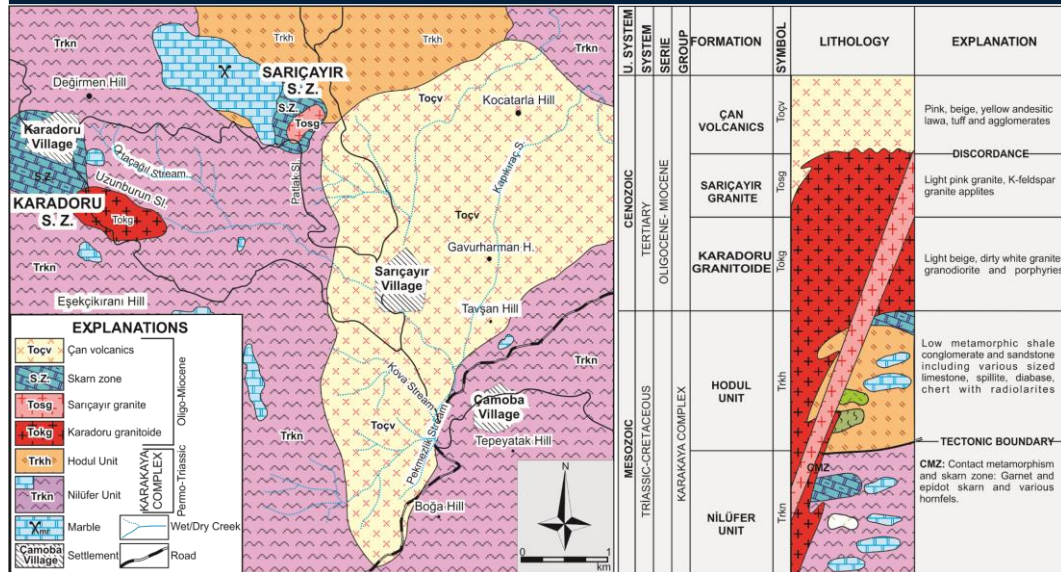 Trkn
Trkh
Trkh
Trkn
SARIÇAYIR
S. Z.
Değirmen Hill
S.Z.
Tosg
Toçv
Kocatarla Hill
Karadoru
Village
S.Z.
Ortaçağıl Stream.
Uzunburun Sl.
Patlak Sl.
Kapıkıraç S.
KARADORU
S. Z.
Tokg
Trkn
Toçv
Gavurharman H.
Sarıçayır
Village
Trkn
Eşekçikıranı Hill
Tavşan Hill
Trkn
Kova Stream
Çamoba
Village
Trkn
Toçv
Pekmezlik Stream
Tepeyatak Hill
Boğa Hill
N
0 1
km
EXPLANATIONS
Toçv Çan volcanics
S.Z. Skarn zone
Tosg Sarıçayır granite
Tokg Karadoru granitoide
Oligo-Miocene
Trkh Hodul Unit
Trkn Nilüfer Unit
KARAKAYA
COMPLEX
Permo-Triassic
mr Marble
Wet/Dry Creek
Çamoba
Village
Settlement
Road
U. SYSTEM
SYSTEM
SERIE
GROUP
FORMATION
SYMBOL
LITHOLOGY
EXPLANATION
CENOZOIC
TERTIARY
OLIGOCENE- MIOCENE
MESOZOIC
TRİASSIC-CRETACEOUS
KARAKAYA COMPLEX
ÇAN
VOLCANICS
Toçv
Pink, beige, yellow andesitic
lawa, tuff and agglomerates
DISCORDANCE
SARIÇAYIR
GRANITE
Tosg
Light pink granite, K-feldspar
granite applites
KARADORU
GRANITOIDE
Tokg
Light beige, dirty white granite
granodiorite and porphyries
HODUL
UNIT
Trkh
Low metamorphic shale
conglomerate and sandstone
including various sized
limestone, spillite, diabase,
chert with radiolarites
TECTONIC BOUNDARY
NİLÜFER
UNIT
Trkn
CMZ
CMZ: Contact metamorphism
and skarn zone: Garnet and
epidot skarn and various
hornfels.